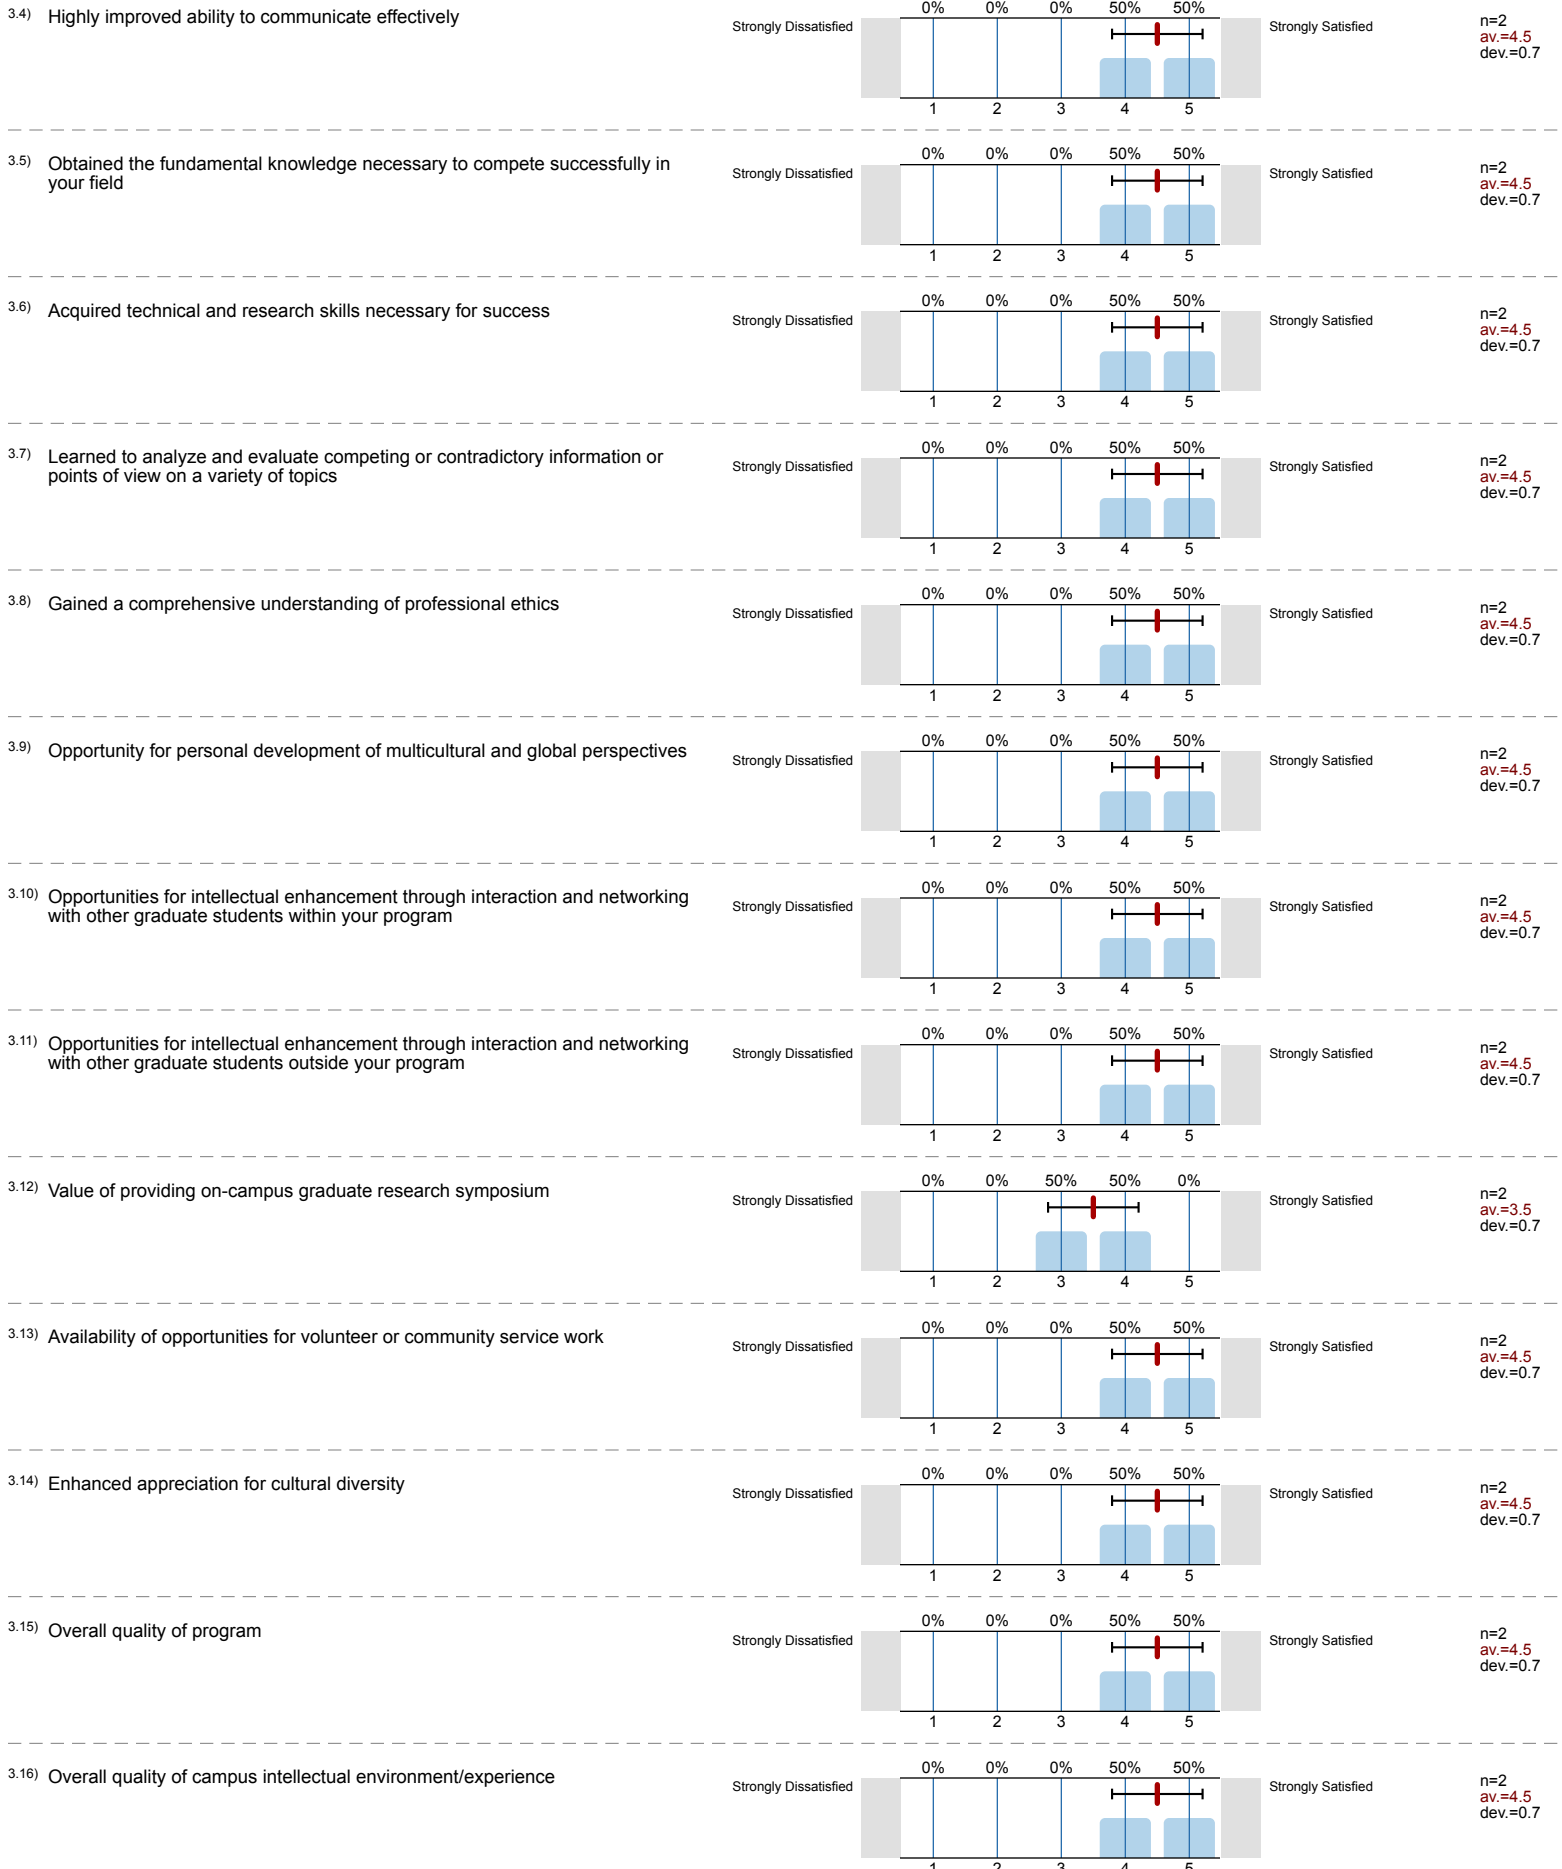 3.4) Highly improved ability to communicate effectively
0% 0% 0% 50% 50%
Strongly Dissatisfied Strongly Satisfied
n=2
av.=4.5
dev.=0.7
1 2 3 4 5
3.5) Obtained the fundamental knowledge necessary to compete successfully in
your field
0% 0% 0% 50% 50%
Strongly Dissatisfied Strongly Satisfied
n=2
av.=4.5
dev.=0.7
1 2 3 4 5
3.6) Acquired technical and research skills necessary for success
0% 0% 0% 50% 50%
Strongly Dissatisfied Strongly Satisfied
n=2
av.=4.5
dev.=0.7
1 2 3 4 5
3.7) Learned to analyze and evaluate competing or contradictory information or
points of view on a variety of topics
0% 0% 0% 50% 50%
Strongly Dissatisfied Strongly Satisfied
n=2
av.=4.5
dev.=0.7
1 2 3 4 5
3.8) Gained a comprehensive understanding of professional ethics
0% 0% 0% 50% 50%
Strongly Dissatisfied Strongly Satisfied
n=2
av.=4.5
dev.=0.7
1 2 3 4 5
3.9) Opportunity for personal development of multicultural and global perspectives
0% 0% 0% 50% 50%
Strongly Dissatisfied Strongly Satisfied
n=2
av.=4.5
dev.=0.7
1 2 3 4 5
3.10) Opportunities for intellectual enhancement through interaction and networking
with other graduate students within your program
0% 0% 0% 50% 50%
Strongly Dissatisfied Strongly Satisfied
n=2
av.=4.5
dev.=0.7
1 2 3 4 5
3.11) Opportunities for intellectual enhancement through interaction and networking
with other graduate students outside your program
0% 0% 0% 50% 50%
Strongly Dissatisfied Strongly Satisfied
n=2
av.=4.5
dev.=0.7
1 2 3 4 5
3.12) Value of providing on-campus graduate research symposium
0% 0% 50% 50% 0%
Strongly Dissatisfied Strongly Satisfied
n=2
av.=3.5
dev.=0.7
1 2 3 4 5
3.13) Availability of opportunities for volunteer or community service work
0% 0% 0% 50% 50%
Strongly Dissatisfied Strongly Satisfied
n=2
av.=4.5
dev.=0.7
1 2 3 4 5
3.14) Enhanced appreciation for cultural diversity
0% 0% 0% 50% 50%
Strongly Dissatisfied Strongly Satisfied
n=2
av.=4.5
dev.=0.7
1 2 3 4 5
3.15) Overall quality of program
0% 0% 0% 50% 50%
Strongly Dissatisfied Strongly Satisfied
n=2
av.=4.5
dev.=0.7
1 2 3 4 5
3.16) Overall quality of campus intellectual environment/experience
0% 0% 0% 50% 50%
Strongly Dissatisfied Strongly Satisfied
n=2
av.=4.5
dev.=0.7
1 2 3 4 5